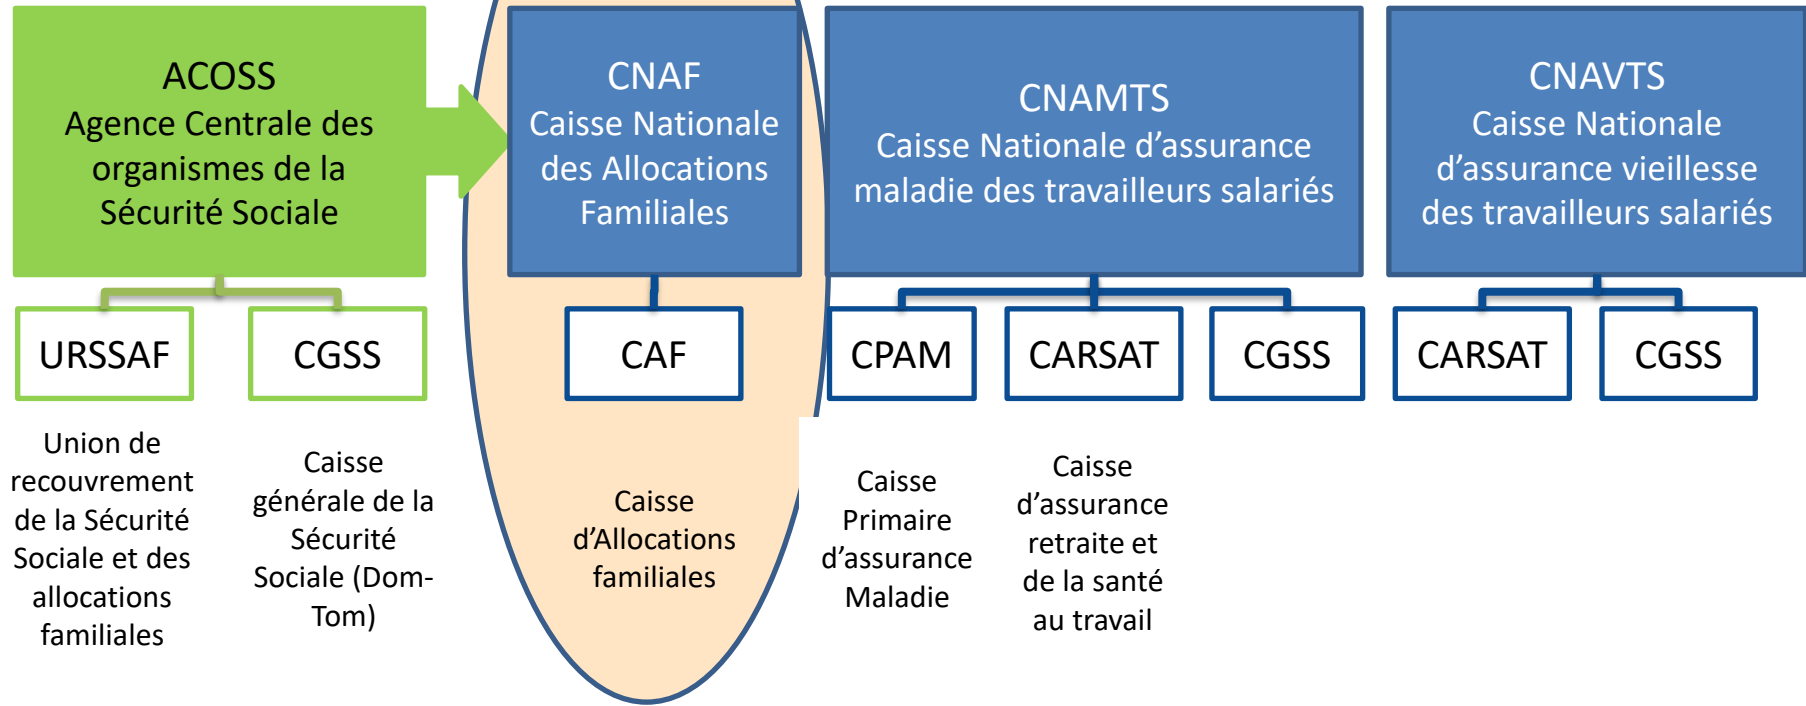 ACOSS
Agence Centrale des
organismes de la
Sécurité Sociale
CNAF
Caisse Nationale
des Allocations
Familiales
CNAMTS
Caisse Nationale d’assurance
maladie des travailleurs salariés
CNAVTS
Caisse Nationale
d’assurance vieillesse
des travailleurs salariés
URSSAF
CGSS
CAF
CPAM
CARSAT
CGSS
CARSAT
CGSS
Union de
recouvrement
de la Sécurité
Sociale et des
allocations
familiales
Caisse
générale de la
Sécurité
Sociale (Dom-
Tom)
Caisse
d’Allocations
familiales
Caisse
Primaire
d’assurance
Maladie
Caisse
d’assurance
retraite et
de la santé
au travail